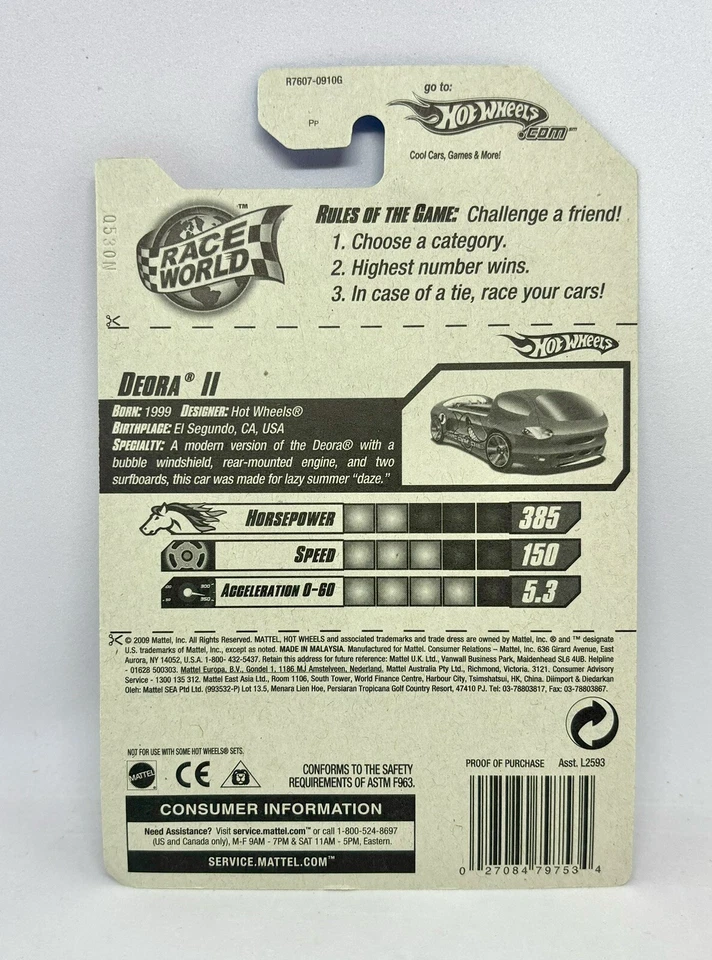 R7607-0910G
Pp
go to:
HOT WHEELS
.COM
Cool Cars, Games & More!
0530N
RACE WORLD™
RULES OF THE GAME: Challenge a friend!
1. Choose a category.
2. Highest number wins.
3. In case of a tie, race your cars!
HOT WHEELS
DEORA® II
BORN: 1999 DESIGNER: Hot Wheels®
BIRTHPLACE: El Segundo, CA, USA
SPECIALTY: A modern version of the Deora® with a
bubble windshield, rear-mounted engine, and two
surfboards, this car was made for lazy summer “daze.”
HORSEPOWER 385
SPEED 150
ACCELERATION 0-60 5.3
© 2009 Mattel, Inc. All Rights Reserved. MATTEL, HOT WHEELS and associated trademarks and trade dress are owned by Mattel, Inc. ® and ™ designate
U.S. trademarks of Mattel, Inc., except as noted. MADE IN MALAYSIA. Manufactured for Mattel. Consumer Relations – Mattel, Inc. 636 Girard Avenue, East
Aurora, NY 14052, U.S.A. 1-800- 432-5437. Retain this address for future reference: Mattel U.K. Ltd., Vanwall Business Park, Maidenhead SL6 4UB. Helpline
- 01628 500303. Mattel Europa, B.V., Gondel 1, 1186 MJ Amstelveen, Nederland. Mattel Australia Pty Ltd., Richmond, Victoria. 3121. Consumer Advisory
Service - 1300 135 312. Mattel East Asia Ltd., Room 1106, South Tower, World Finance Centre, Harbour City, Tsimshatsui, HK, China. Diimport & Diedarkan
Oleh: Mattel SEA Ptd Ltd. (993532-P) Lot 13.5, Menara Lien Hoe, Persiaran Tropicana Golf Country Resort, 47410 PJ. Tel: 03-78803817, Fax: 03-78803867.
NOT FOR USE WITH SOME HOT WHEELS® SETS.
MATTEL
CE
CONFORMS TO THE SAFETY
REQUIREMENTS OF ASTM F963.
PROOF OF PURCHASE Asst. L2593
CONSUMER INFORMATION
Need Assistance? Visit service.mattel.com™ or call 1-800-524-8697
(US and Canada only), M-F 9AM - 7PM & SAT 11AM - 5PM, Eastern.
SERVICE.MATTEL.COM™
0 27084 79753 4